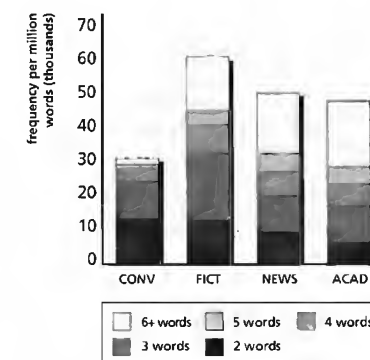 frequency per million
words (thousands)
70
60
50
40
30
20
10
0
CONV FICT NEWS ACAD
6+ words 5 words 4 words
3 words 2 words